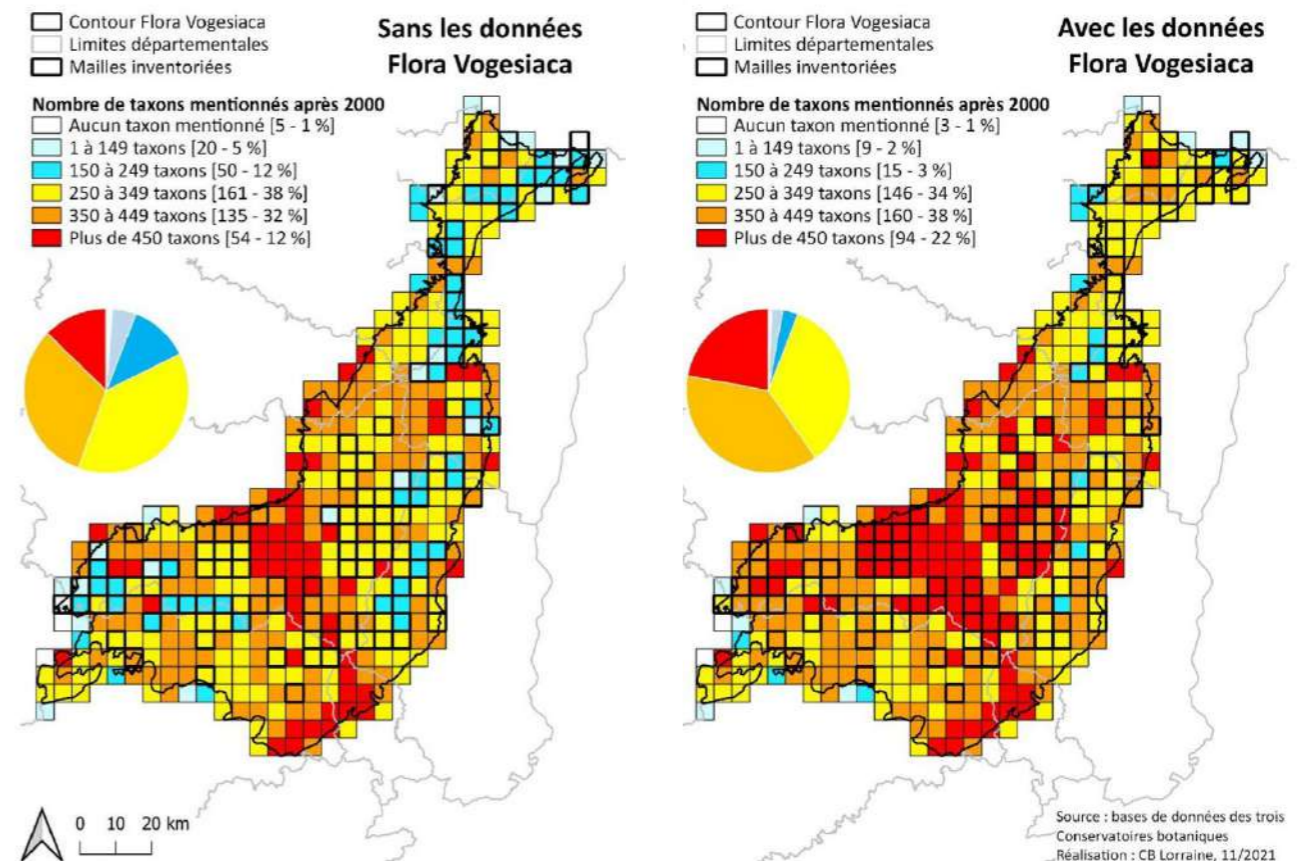 Contour Flora Vogesiaca
Limites départementales
Mailles inventoriées
Sans les données
Flora Vogesiaca
Nombre de taxons mentionnés après 2000
Aucun taxon mentionné [5 - 1 %]
1 à 149 taxons [20 - 5 %]
150 à 249 taxons [50 - 12 %]
250 à 349 taxons [161 - 38 %]
350 à 449 taxons [135 - 32 %]
Plus de 450 taxons [54 - 12 %]
0 10 20 km
Contour Flora Vogesiaca
Limites départementales
Mailles inventoriées
Avec les données
Flora Vogesiaca
Nombre de taxons mentionnés après 2000
Aucun taxon mentionné [3 - 1 %]
1 à 149 taxons [9 - 2 %]
150 à 249 taxons [15 - 3 %]
250 à 349 taxons [146 - 34 %]
350 à 449 taxons [160 - 38 %]
Plus de 450 taxons [94 - 22 %]
Source : bases de données des trois
Conservatoires botaniques
Réalisation : CB Lorraine, 11/2021